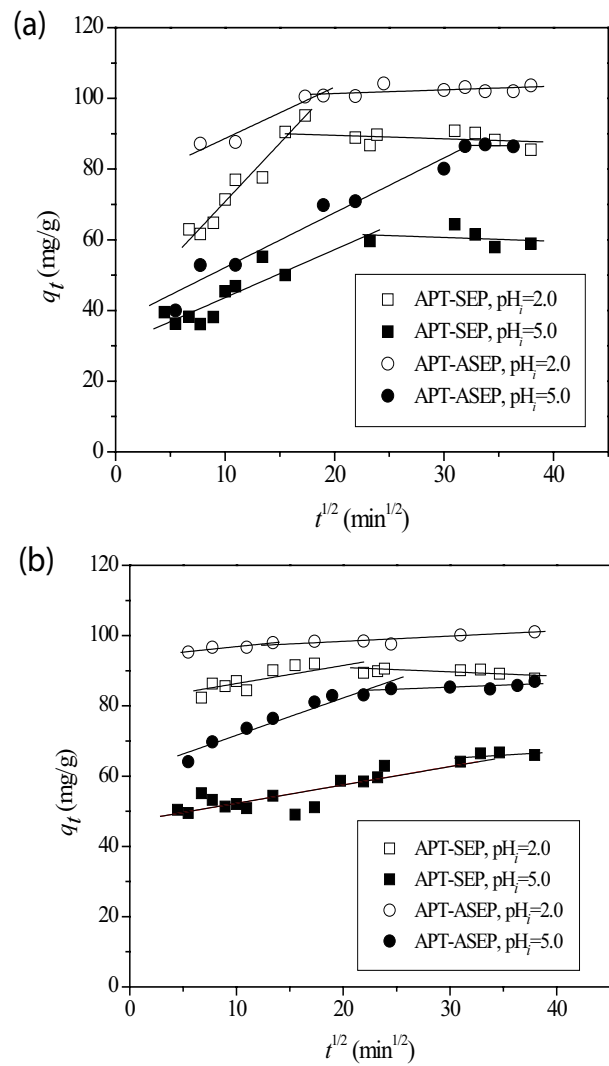 (a)
120
100
80
60
40
20
0
q_t (mg/g)
APT-SEP, pH_i=2.0
APT-SEP, pH_i=5.0
APT-ASEP, pH_i=2.0
APT-ASEP, pH_i=5.0
0 10 20 30 40
t^{1/2} (min^{1/2})
(b)
120
100
80
60
40
20
0
q_t (mg/g)
APT-SEP, pH_i=2.0
APT-SEP, pH_i=5.0
APT-ASEP, pH_i=2.0
APT-ASEP, pH_i=5.0
0 10 20 30 40
t^{1/2} (min^{1/2})